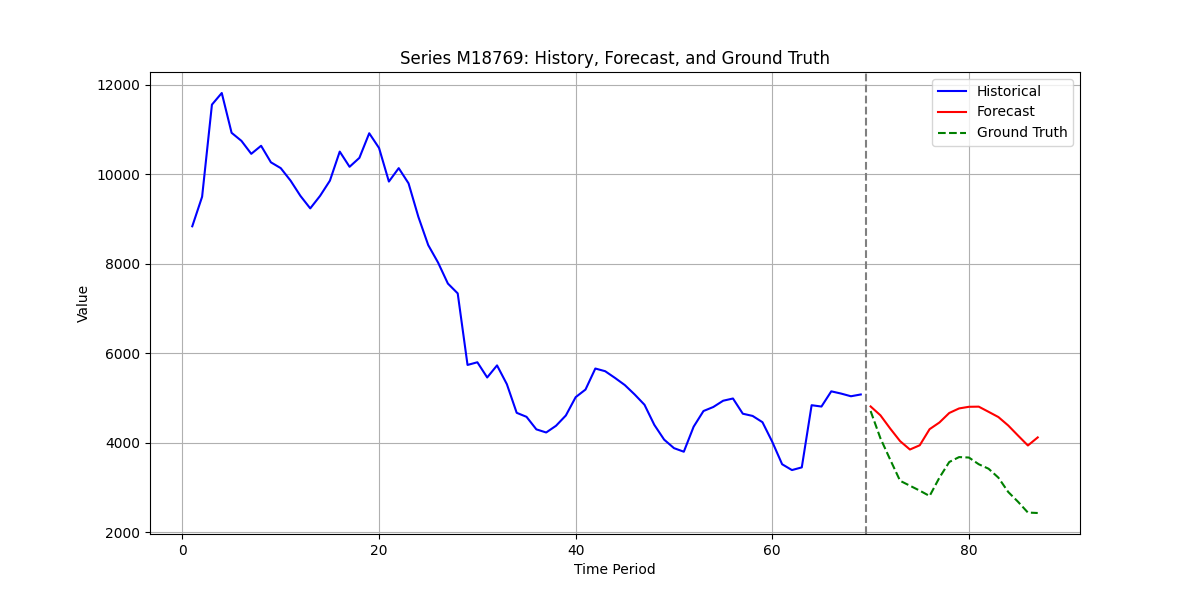 Series M18769: History, Forecast, and Ground Truth
12000
10000
8000
6000
4000
2000
Value
0
20
40
60
80
Time Period
Historical
Forecast
Ground Truth